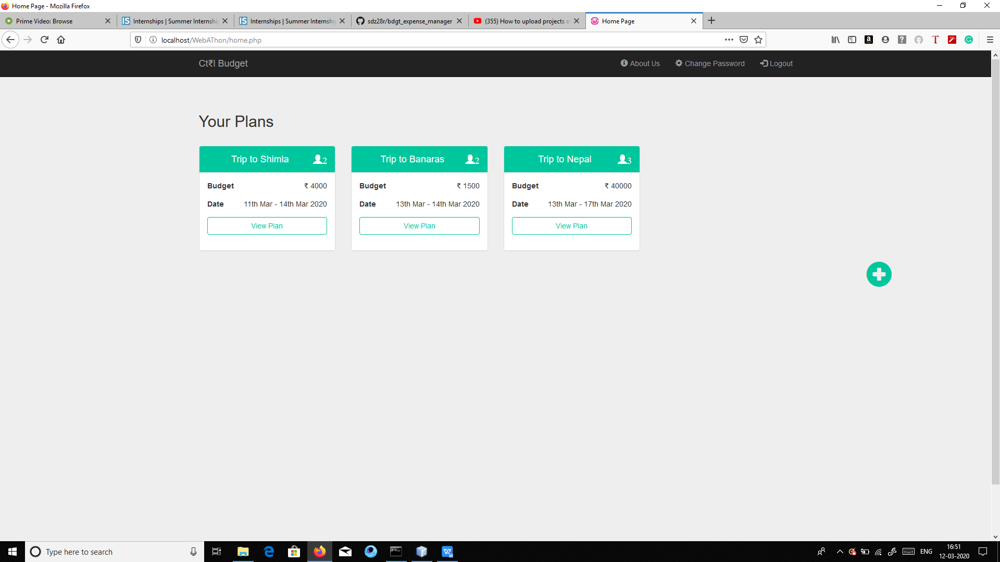 Home Page - Mozilla Firefox
Prime Video: Browse
Internships | Summer Internshi
Internships | Summer Internshi
sdz28r/bdgt_expense_manager
(355) How to upload projects o
Home Page
localhost/WebAThon/home.php
Ct₹l Budget
About Us
Change Password
Logout
Your Plans
Trip to Shimla 2
Budget ₹ 4000
Date 11th Mar - 14th Mar 2020
View Plan
Trip to Banaras 2
Budget ₹ 1500
Date 13th Mar - 14th Mar 2020
View Plan
Trip to Nepal 3
Budget ₹ 40000
Date 13th Mar - 17th Mar 2020
View Plan
Type here to search
ENG
16:51
12-03-2020